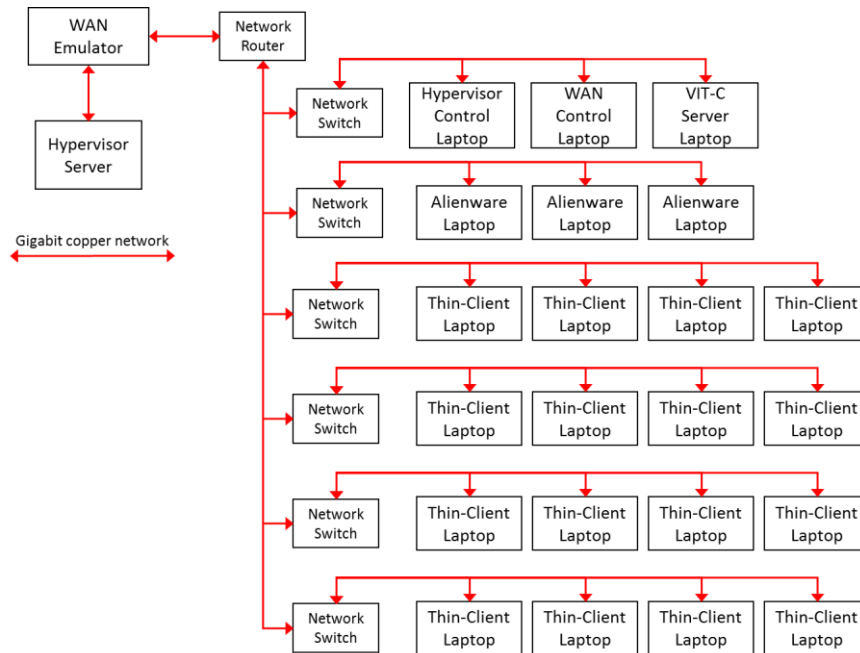 WAN
Emulator
Network
Router
Hypervisor
Server
Gigabit copper network
Network
Switch
Hypervisor
Control
Laptop
WAN
Control
Laptop
VIT-C
Server
Laptop
Network
Switch
Alienware
Laptop
Alienware
Laptop
Alienware
Laptop
Network
Switch
Thin-Client
Laptop
Thin-Client
Laptop
Thin-Client
Laptop
Thin-Client
Laptop
Network
Switch
Thin-Client
Laptop
Thin-Client
Laptop
Thin-Client
Laptop
Thin-Client
Laptop
Network
Switch
Thin-Client
Laptop
Thin-Client
Laptop
Thin-Client
Laptop
Thin-Client
Laptop
Network
Switch
Thin-Client
Laptop
Thin-Client
Laptop
Thin-Client
Laptop
Thin-Client
Laptop